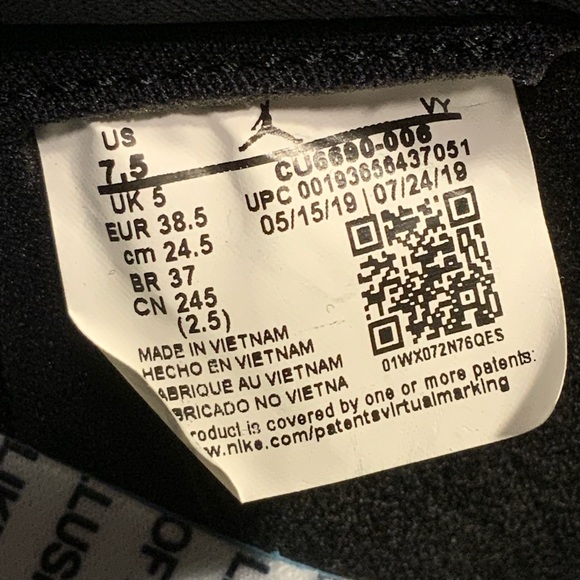 US
7.5
UK 5
EUR 38.5
cm 24.5
BR 37
CN 245
(2.5)
VY
CU6690-006
UPC 00193656437051
05/15/19 07/24/19
01WX072N76QES
MADE IN VIETNAM
HECHO EN VIETNAM
ABRIQUE AU VIETNAM
BRICADO NO VIETNA
roduct is covered by one or more patents:
w.nike.com/patentsvirtualmarking